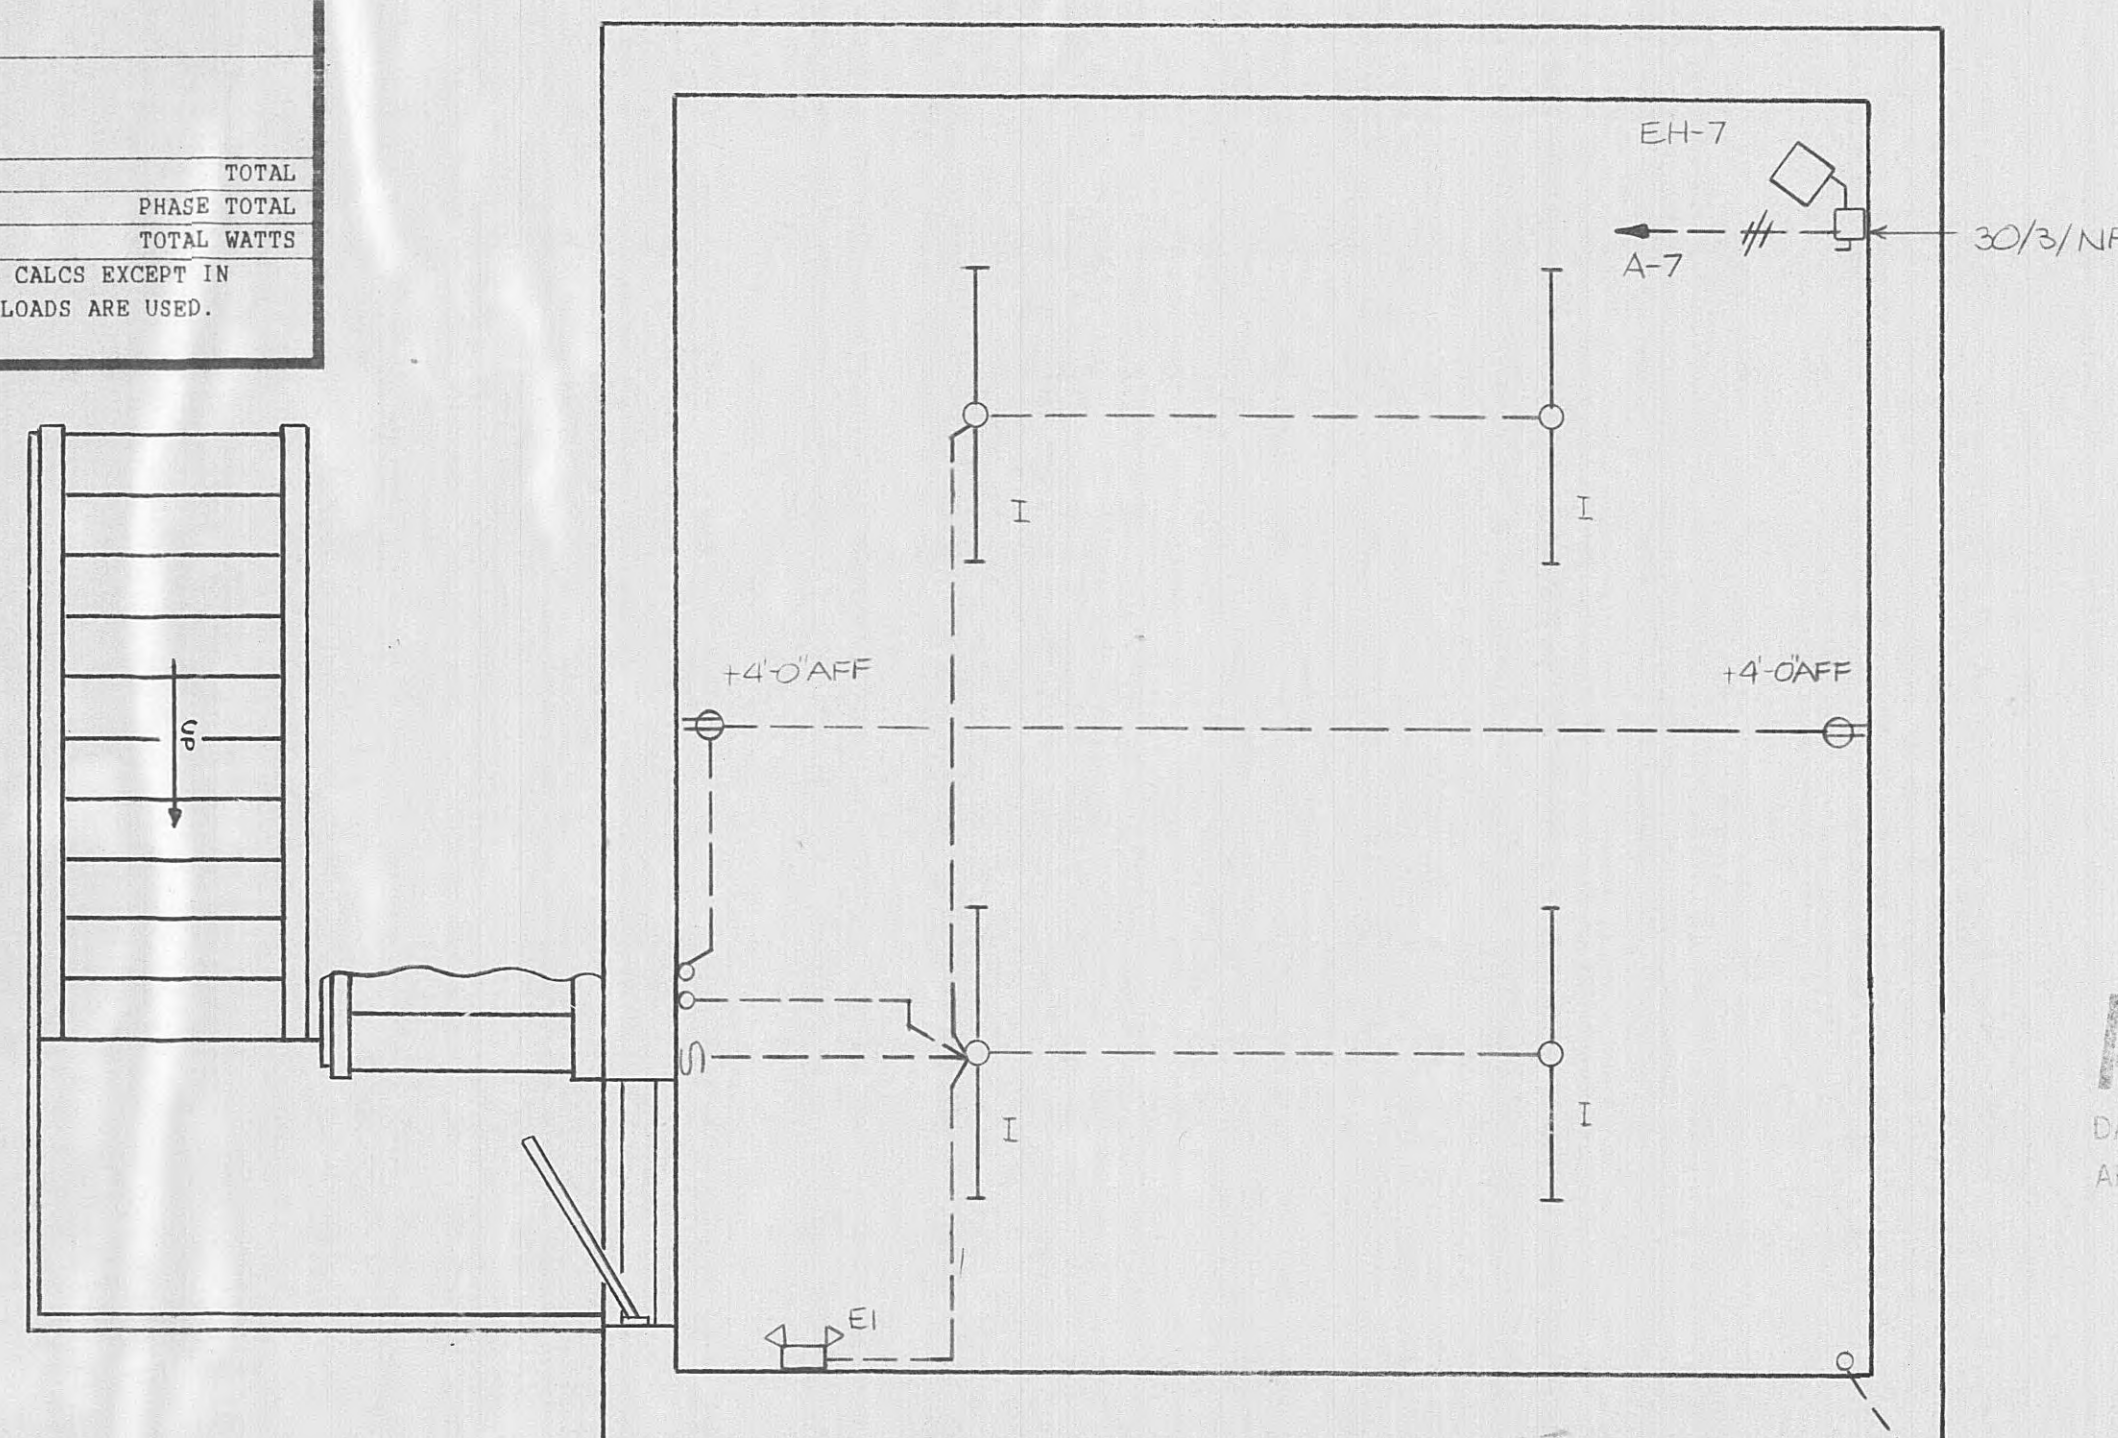 TOTAL
PHASE TOTAL
TOTAL WATTS
CALCS EXCEPT IN
LOADS ARE USED.
EH-7
A-7
30/3/NF
I
I
+4'-0"AFF
+4'-0"AFF
UP
S
I
I
E1